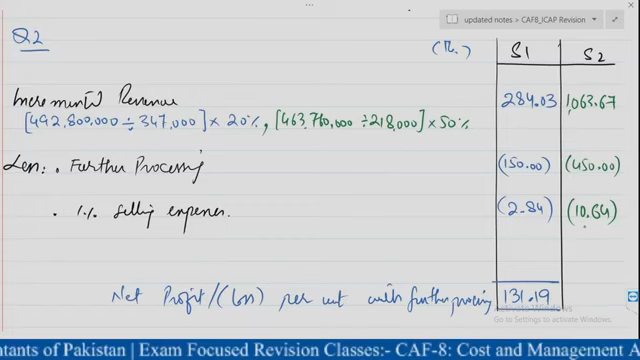 updated notes > CAF8_ICAP Revision
Q2
(Rs.) S1 S2
Incremental Revenue 284.03 1,063.67
[492,800,000 ÷ 347,000] × 20%, [463,760,000 ÷ 218,000] × 50%
Less: • Further Processing (150.00) (450.00)
• 1% Selling expenses. (2.84) (10.64)
Net Profit/(loss) per unit with further processing 131.19
Activate Windows
Go to Settings to activate Windows.
ntants of Pakistan | Exam Focused Revision Classes:- CAF-8: Cost and Management A